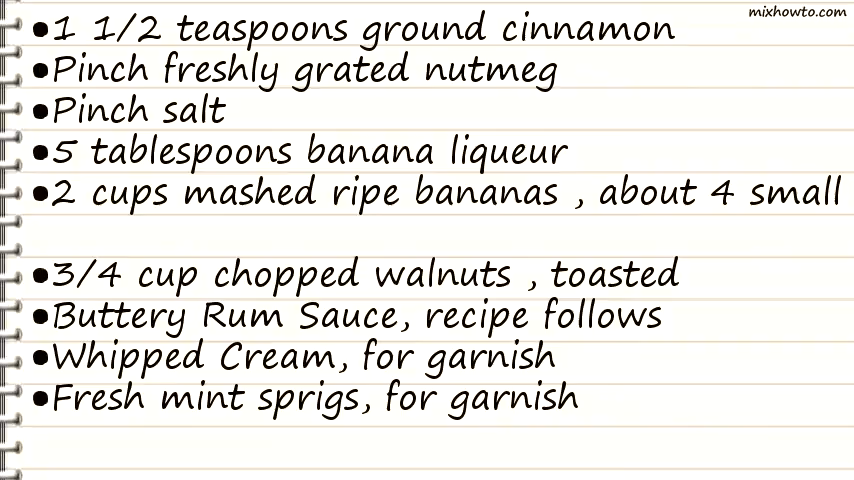 mixhowto.com
•1 1/2 teaspoons ground cinnamon
•Pinch freshly grated nutmeg
•Pinch salt
•5 tablespoons banana liqueur
•2 cups mashed ripe bananas , about 4 small
•3/4 cup chopped walnuts , toasted
•Buttery Rum Sauce, recipe follows
•Whipped Cream, for garnish
•Fresh mint sprigs, for garnish